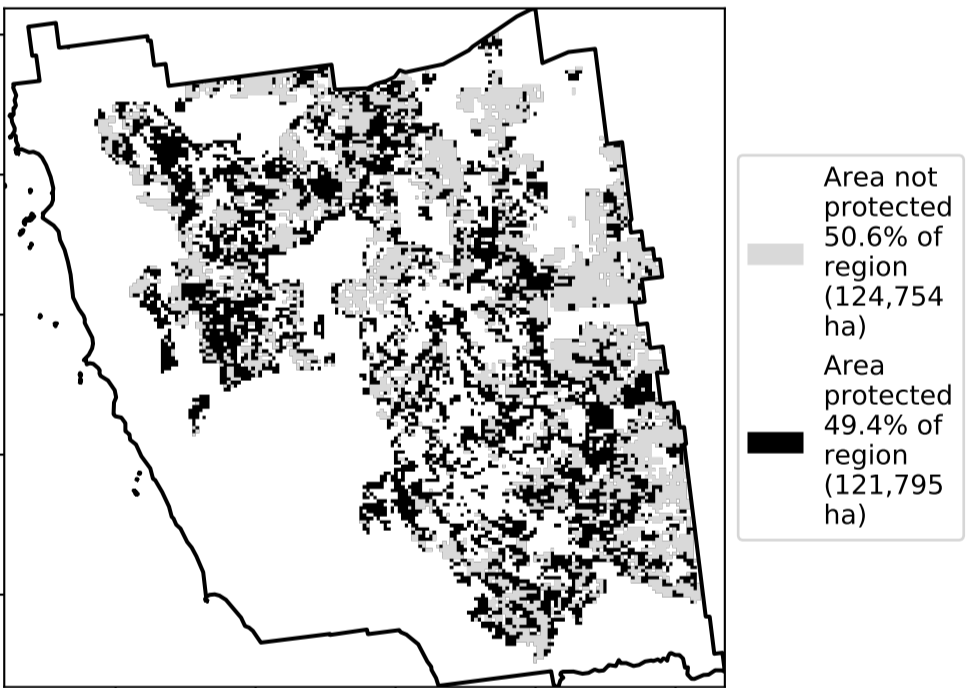 Area not
protected
50.6% of
region
(124,754
ha)
Area
protected
49.4% of
region
(121,795
ha)